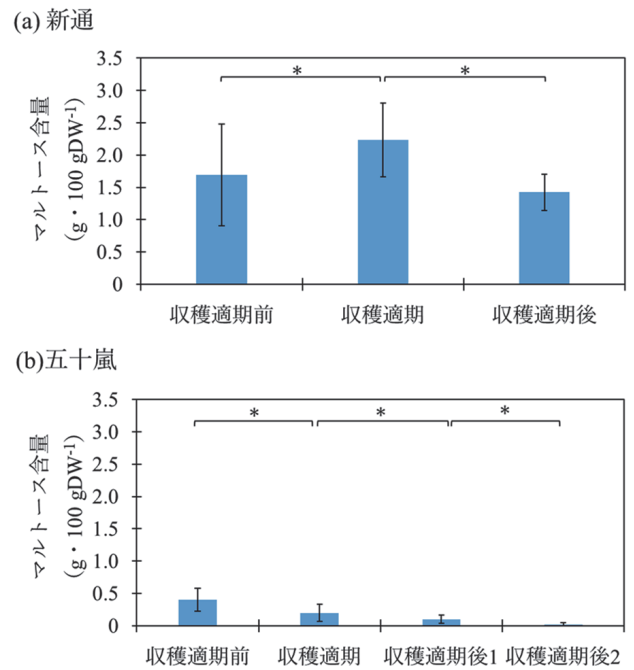 (a) 新通
マルトース含量
(g・100 gDW-1)
3.5
3.0
2.5
2.0
1.5
1.0
0.5
0
*
*
収穫適期前
収穫適期
収穫適期後
(b)五十嵐
マルトース含量
(g・100 gDW-1)
3.5
3.0
2.5
2.0
1.5
1.0
0.5
0.0
*
*
*
収穫適期前
収穫適期
収穫適期後1
収穫適期後2